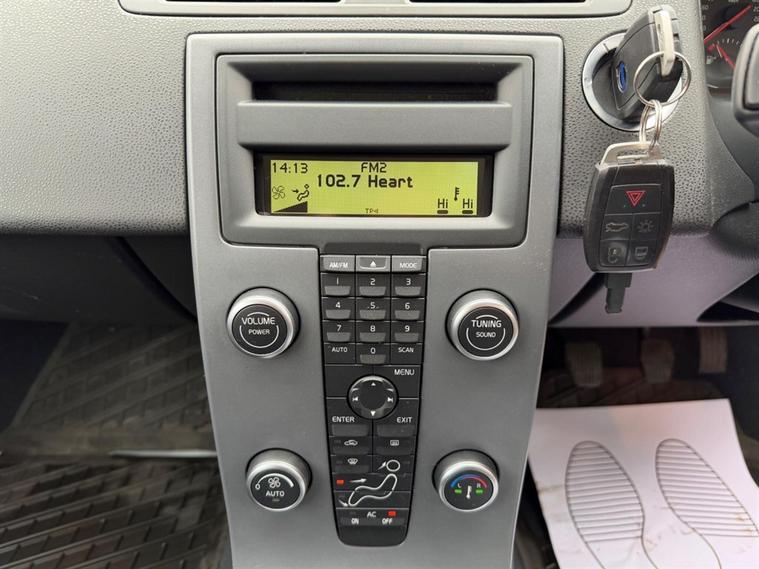 14:13 FM2
102.7 Heart
Hi Hi
TP◁
AM/FM MODE
1 2 3
4 .5. 6
7 8 9
AUTO 0 SCAN
VOLUME
POWER
TUNING
SOUND
MENU
ENTER EXIT
0 AUTO
L R
AC
ON OFF